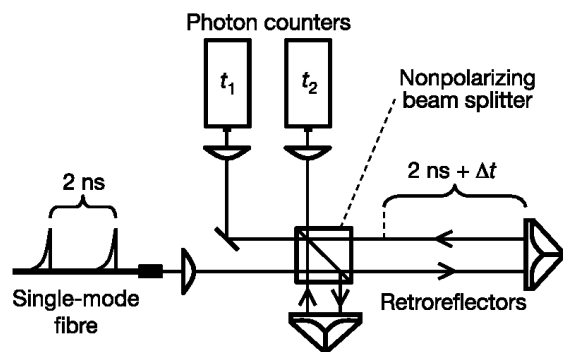 Photon counters
t1
t2
Nonpolarizing
beam splitter
2 ns
2 ns + Δt
Single-mode
fibre
Retroreflectors